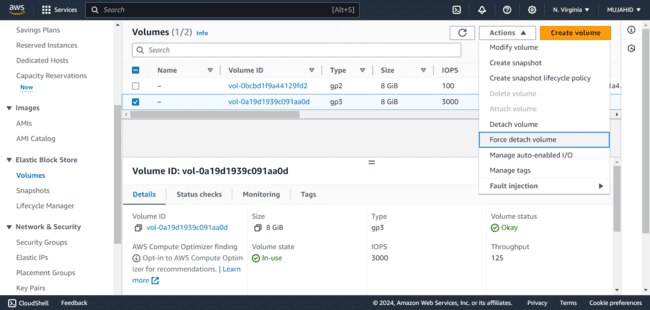 aws
Services
Search
[Alt+S]
N. Virginia
MUJAHID
Savings Plans
Reserved Instances
Dedicated Hosts
Capacity Reservations
New
Images
AMIs
AMI Catalog
Elastic Block Store
Volumes
Snapshots
Lifecycle Manager
Network & Security
Security Groups
Elastic IPs
Placement Groups
Key Pairs
Volumes (1/2) Info
Actions
Create volume
Search
Name
Volume ID
Type
Size
IOPS
– vol-0bcbd1f9a44129fd2 gp2 8 GiB 100
– vol-0a19d1939c091aa0d gp3 8 GiB 3000
Modify volume
Create snapshot
Create snapshot lifecycle policy
Delete volume
Attach volume
Detach volume
Force detach volume
Manage auto-enabled I/O
Manage tags
Fault injection
Volume ID: vol-0a19d1939c091aa0d
Details
Status checks
Monitoring
Tags
Volume ID
vol-0a19d1939c091aa0d
Size
8 GiB
Type
gp3
Volume status
Okay
AWS Compute Optimizer finding
Opt-in to AWS Compute Optim
izer for recommendations. | Learn
more
Volume state
In-use
IOPS
3000
Throughput
125
CloudShell
Feedback
© 2024, Amazon Web Services, Inc. or its affiliates.
Privacy
Terms
Cookie preferences